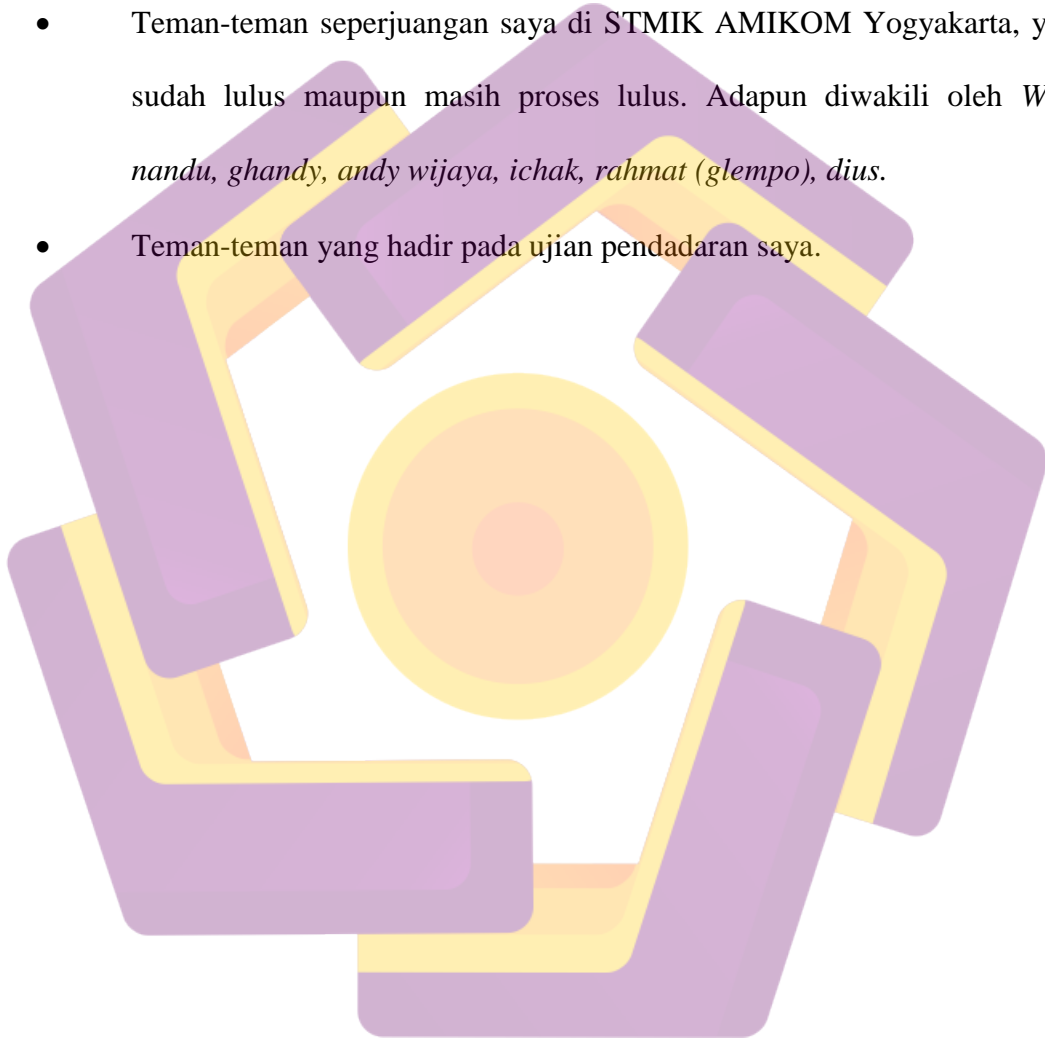 • Teman-teman seperjuangan saya di STMIK AMIKOM Yogyakarta,
sudah lulus maupun masih proses lulus. Adapun diwakili oleh
nandu, ghandy, andy wijaya, ichak, rahmat (glempo), dius.
• Teman-teman yang hadir pada ujian pendadaran saya.